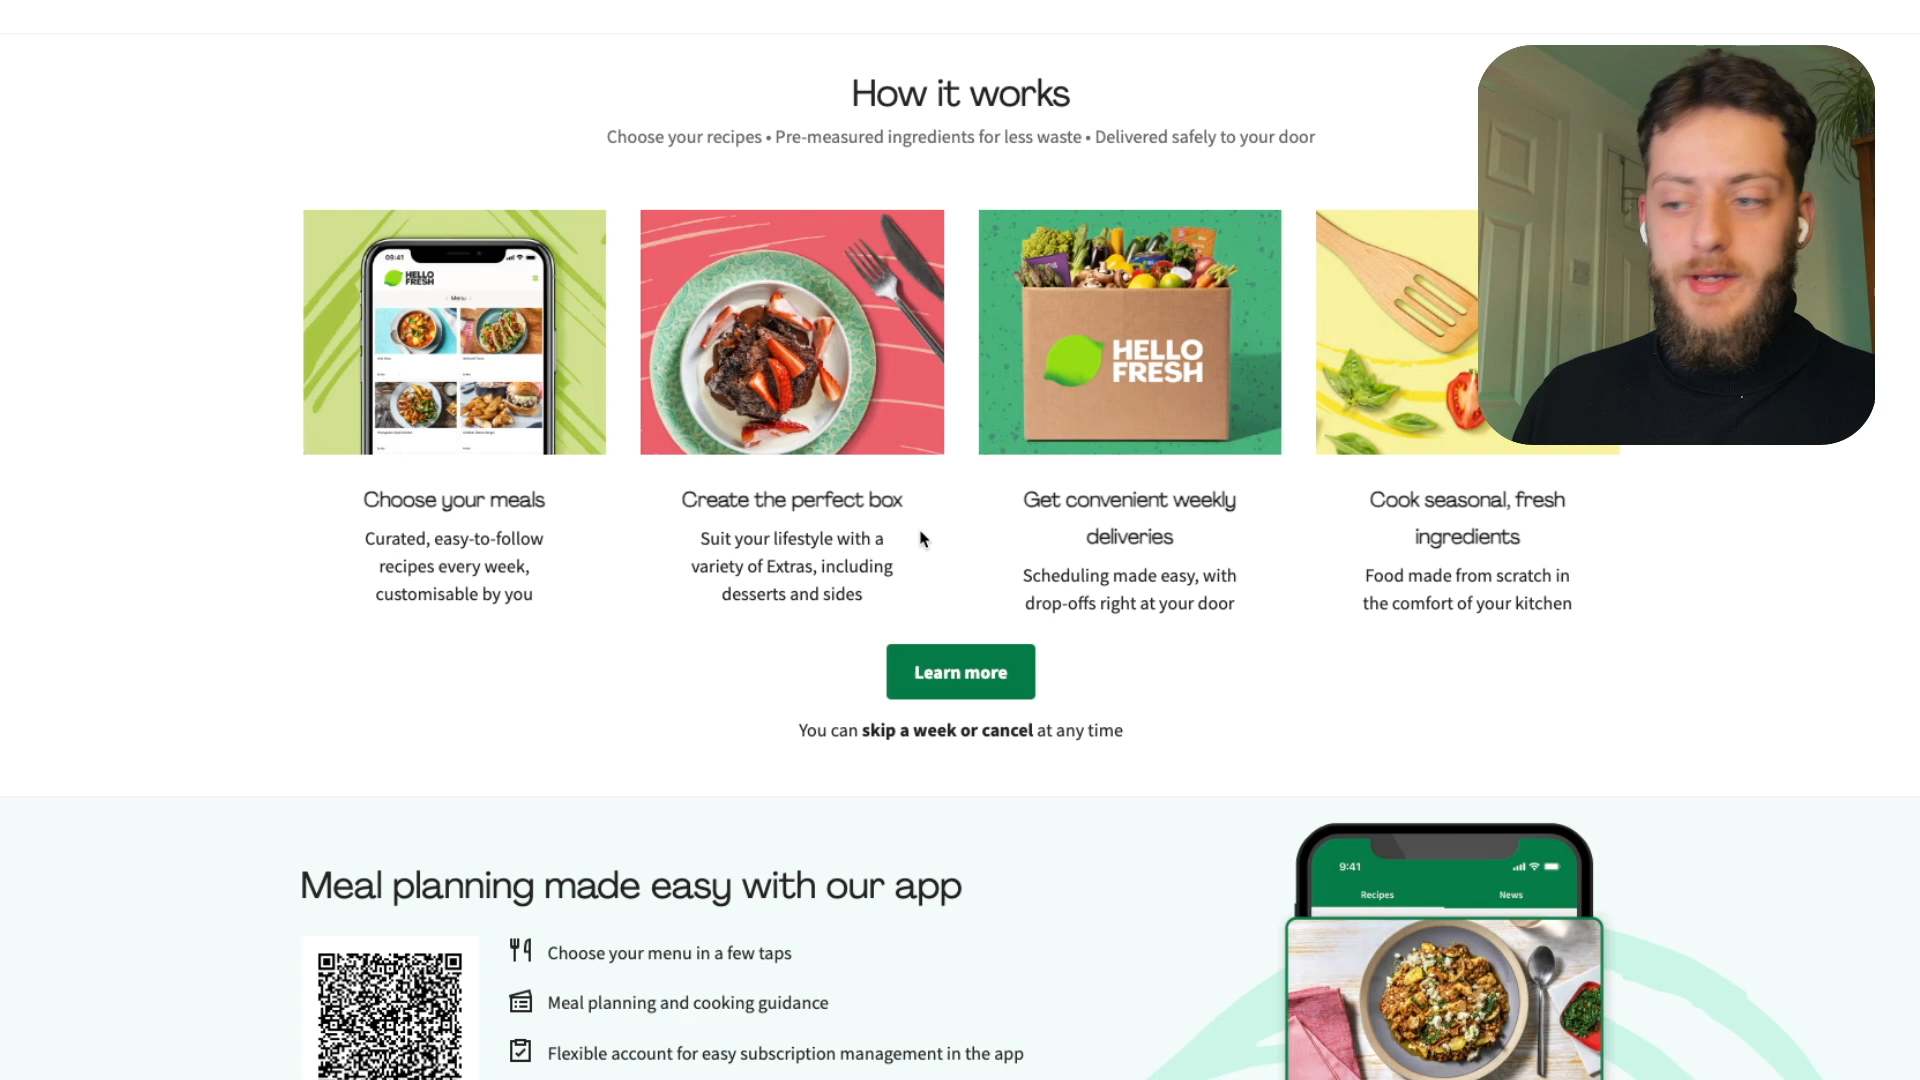 How it works
Choose your recipes • Pre-measured ingredients for less waste • Delivered safely to your door
09:41
HELLO
FRESH
Menu
HELLO
FRESH
Choose your meals
Curated, easy-to-follow
recipes every week,
customisable by you
Create the perfect box
Suit your lifestyle with a
variety of Extras, including
desserts and sides
Get convenient weekly
deliveries
Scheduling made easy, with
drop-offs right at your door
Cook seasonal, fresh
ingredients
Food made from scratch in
the comfort of your kitchen
Learn more
You can skip a week or cancel at any time
Meal planning made easy with our app
Choose your menu in a few taps
Meal planning and cooking guidance
Flexible account for easy subscription management in the app
9:41
Recipes
News